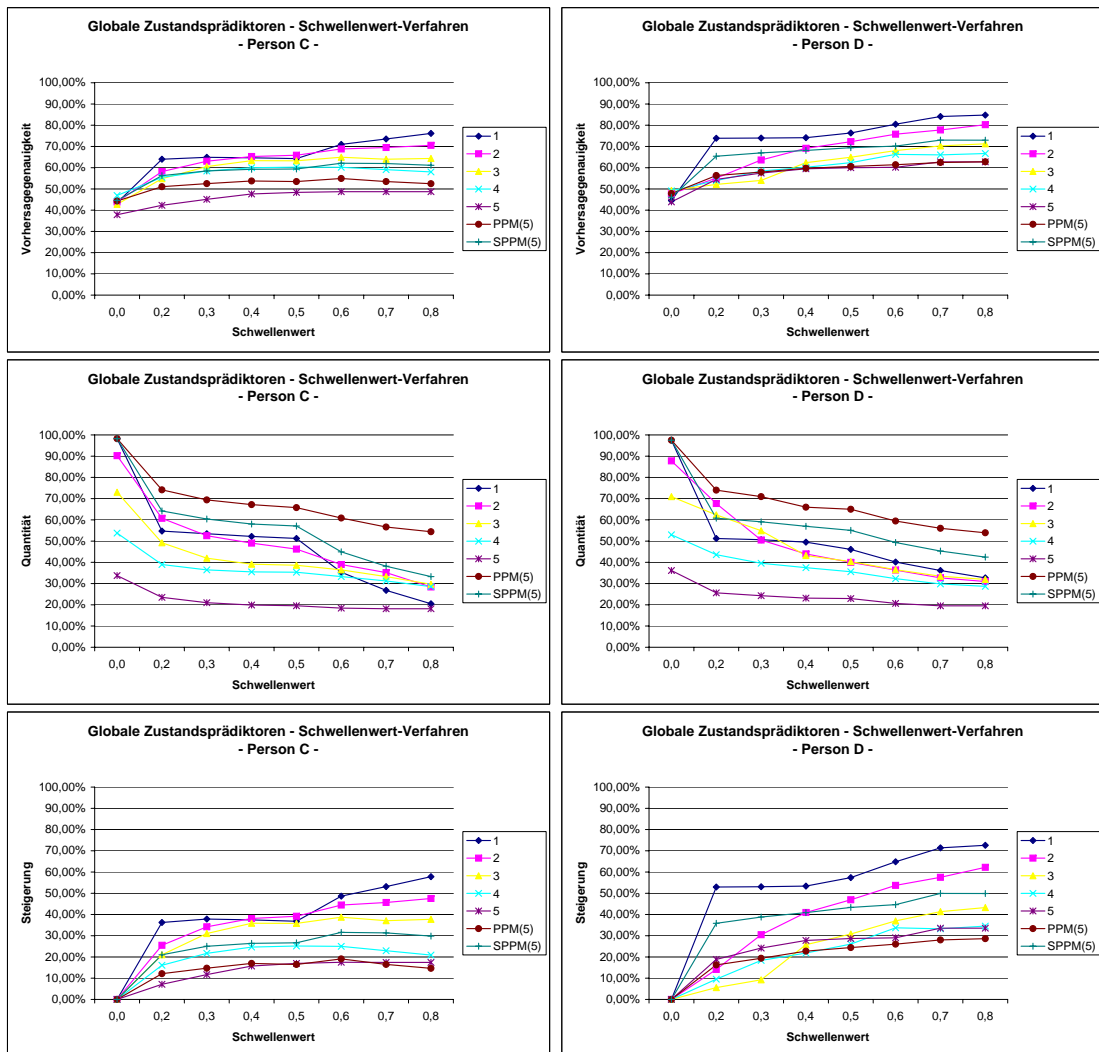 Globale Zustandsprädiktoren - Schwellenwert-Verfahren
- Person C -
Vorhersagegenauigkeit
100,00%
90,00%
80,00%
70,00%
60,00%
50,00%
40,00%
30,00%
20,00%
10,00%
0,00%
0,0 0,2 0,3 0,4 0,5 0,6 0,7 0,8
Schwellenwert
1
2
3
4
5
PPM(5)
SPPM(5)
Globale Zustandsprädiktoren - Schwellenwert-Verfahren
- Person D -
Vorhersagegenauigkeit
100,00%
90,00%
80,00%
70,00%
60,00%
50,00%
40,00%
30,00%
20,00%
10,00%
0,00%
0,0 0,2 0,3 0,4 0,5 0,6 0,7 0,8
Schwellenwert
1
2
3
4
5
PPM(5)
SPPM(5)
Globale Zustandsprädiktoren - Schwellenwert-Verfahren
- Person C -
Quantität
100,00%
90,00%
80,00%
70,00%
60,00%
50,00%
40,00%
30,00%
20,00%
10,00%
0,00%
0,0 0,2 0,3 0,4 0,5 0,6 0,7 0,8
Schwellenwert
1
2
3
4
5
PPM(5)
SPPM(5)
Globale Zustandsprädiktoren - Schwellenwert-Verfahren
- Person D -
Quantität
100,00%
90,00%
80,00%
70,00%
60,00%
50,00%
40,00%
30,00%
20,00%
10,00%
0,00%
0,0 0,2 0,3 0,4 0,5 0,6 0,7 0,8
Schwellenwert
1
2
3
4
5
PPM(5)
SPPM(5)
Globale Zustandsprädiktoren - Schwellenwert-Verfahren
- Person C -
Steigerung
100,00%
90,00%
80,00%
70,00%
60,00%
50,00%
40,00%
30,00%
20,00%
10,00%
0,00%
0,0 0,2 0,3 0,4 0,5 0,6 0,7 0,8
Schwellenwert
1
2
3
4
5
PPM(5)
SPPM(5)
Globale Zustandsprädiktoren - Schwellenwert-Verfahren
- Person D -
Steigerung
100,00%
90,00%
80,00%
70,00%
60,00%
50,00%
40,00%
30,00%
20,00%
10,00%
0,00%
0,0 0,2 0,3 0,4 0,5 0,6 0,7 0,8
Schwellenwert
1
2
3
4
5
PPM(5)
SPPM(5)